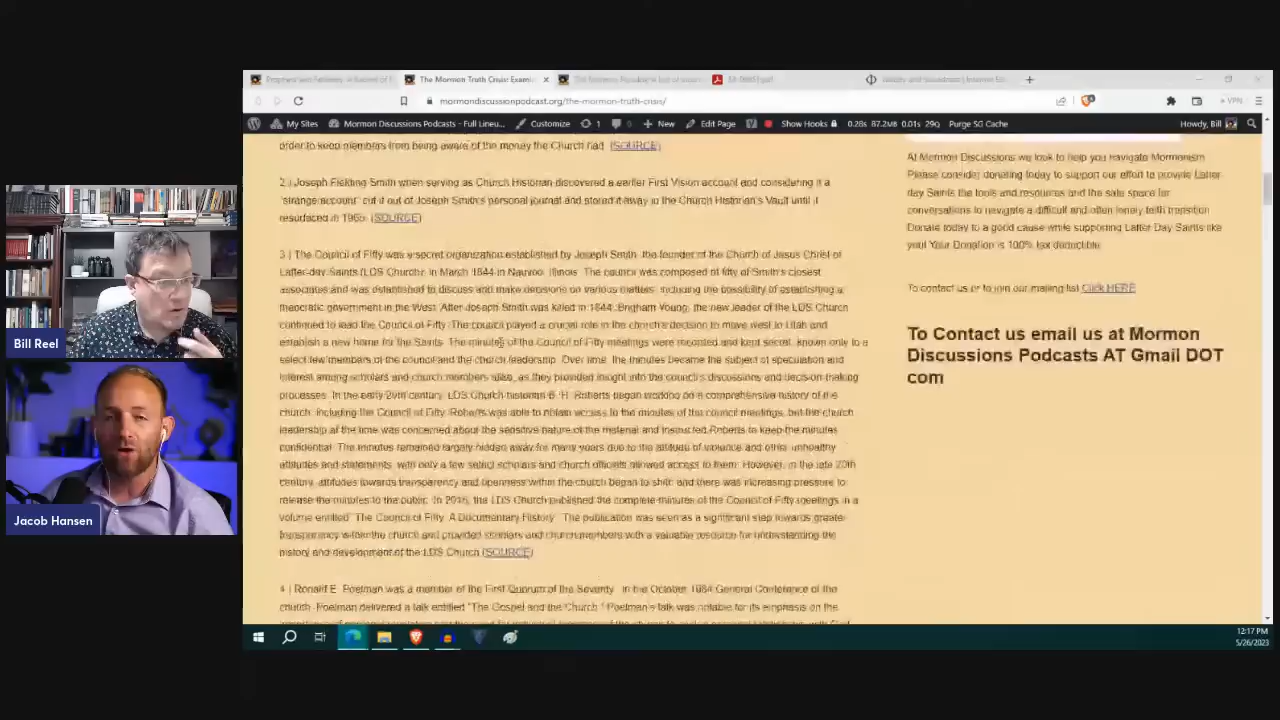 The Mormon Truth Crisis Exami
mormondiscussionpodcast.org/the-mormon-truth-crisis/
VPN
My Sites
Mormon Discussions Podcasts - Full Lineu...
Customize
1
New
Edit Page
Show Hooks
0.28s 87.2MB 0.01s 29Q
Purge SG Cache
Howdy, Bill
order to keep members from being aware of the money the Church had. (SOURCE)
2.) Joseph Fielding Smith when serving as Church Historian discovered a earlier First Vision account and considering it a
"strange account" cut it out of Joseph Smith's personal journal and stored it away in the Church Historian's Vault until it
resurfaced in 1965. (SOURCE)
3.) The Council of Fifty was a secret organization established by Joseph Smith, the founder of the Church of Jesus Christ of
Latter-day Saints (LDS Church), in March 1844 in Nauvoo, Illinois. The council was composed of fifty of Smith's closest
associates and was established to discuss and make decisions on various matters, including the possibility of establishing a
theocratic government in the West. After Joseph Smith was killed in 1844, Brigham Young, the new leader of the LDS Church
continued to lead the Council of Fifty. The council played a crucial role in the church's decision to move west to Utah and
establish a new home for the Saints. The minutes of the Council of Fifty meetings were recorded and kept secret, known only to a
select few members of the council and the church leadership. Over time, the minutes became the subject of speculation and
interest among scholars and church members alike, as they provided insight into the council's discussions and decision-making
processes. In the early 20th century, LDS Church historian B. H. Roberts began working on a comprehensive history of the
church, including the Council of Fifty. Roberts was able to obtain access to the minutes of the council meetings, but the church
leadership at the time was concerned about the sensitive nature of the material and instructed Roberts to keep the minutes
confidential. The minutes remained largely hidden away for many years due to the attitude of violence and other unhealthy
attitudes and statements, with only a few select scholars and church officials allowed access to them. However, in the late 20th
century, attitudes towards transparency and openness within the church began to shift, and there was increasing pressure to
release the minutes to the public. In 2016, the LDS Church published the complete minutes of the Council of Fifty meetings in a
volume entitled "The Council of Fifty: A Documentary History." The publication was seen as a significant step towards greater
transparency within the church and provided scholars and church members with a valuable resource for understanding the
history and development of the LDS Church (SOURCE)
4.) Ronald E. Poelman was a member of the First Quorum of the Seventy. In the October 1984 General Conference of the
church, Poelman delivered a talk entitled "The Gospel and the Church." Poelman's talk was notable for its emphasis on the
At Mormon Discussions we look to help you navigate Mormonism.
Please consider donating today to support our effort to provide Latter
day Saints the tools and resources and the safe space for
conversations to navigate a difficult and often lonely faith transition
Donate today to a good cause while supporting Latter Day Saints like
you! Your Donation is 100% tax deductible.
To contact us or to join our mailing list Click HERE
To Contact us email us at Mormon
Discussions Podcasts AT Gmail DOT
com
Bill Reel
Jacob Hansen
12:17 PM
5/26/2023